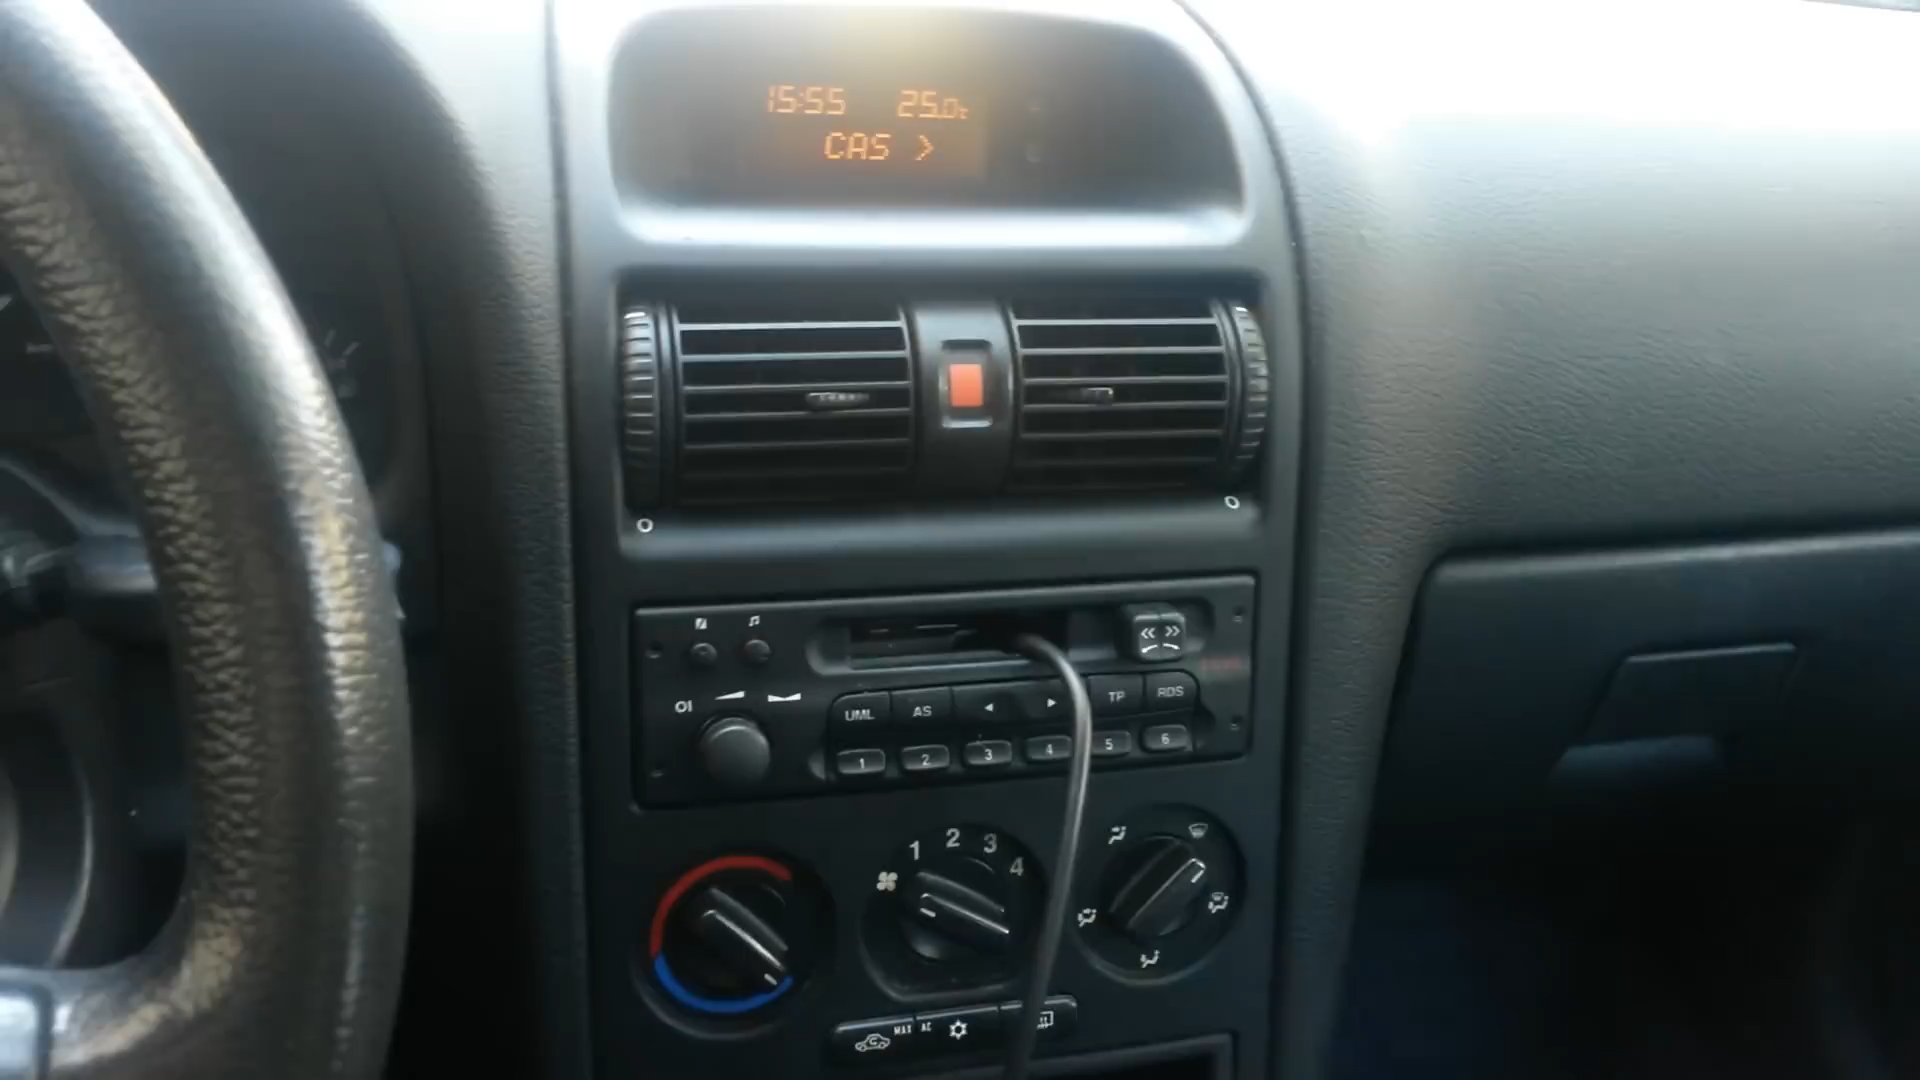 15:55 25.0c
CAS >
OI
UML AS ◄ ► TP RDS
1 2 3 4 5 6
1 2 3 4
MAX AC